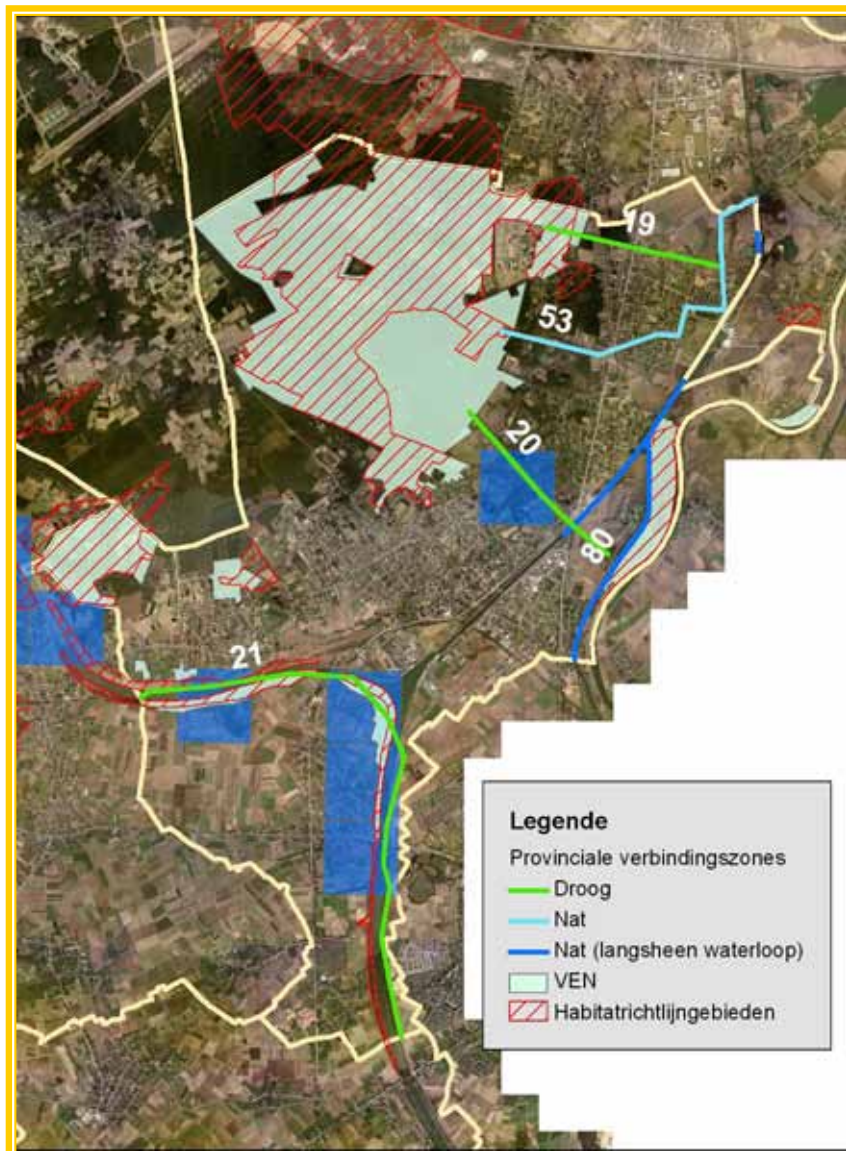 19
53
20
80
21
Legende
Provinciale verbindingszones
Droog
Nat
Nat (langsheen waterloop)
VEN
Habitatrichtlijngebieden